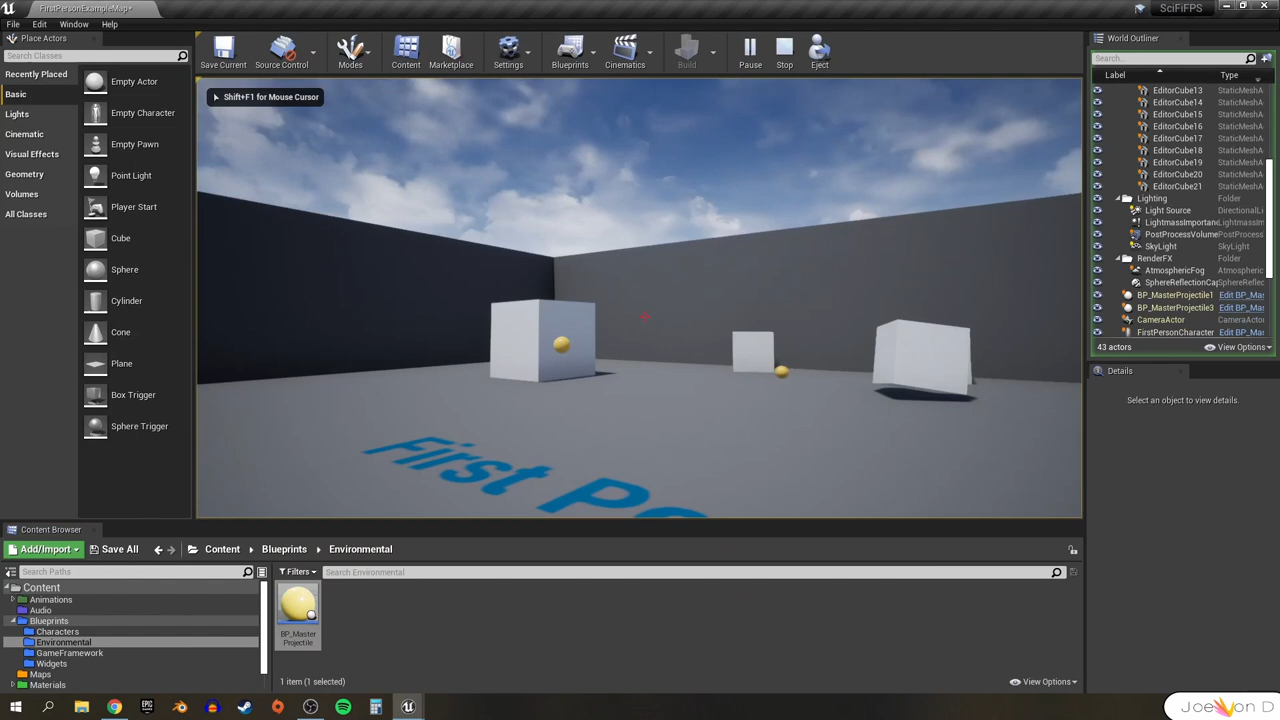 FirstPersonExampleMap*
SciFiFPS
File Edit Window Help
Place Actors
Search Classes
Recently Placed
Basic
Lights
Cinematic
Visual Effects
Geometry
Volumes
All Classes
Empty Actor
Empty Character
Empty Pawn
Point Light
Player Start
Cube
Sphere
Cylinder
Cone
Plane
Box Trigger
Sphere Trigger
Save Current
Source Control
Modes
Content
Marketplace
Settings
Blueprints
Cinematics
Build
Pause
Stop
Eject
Shift+F1 for Mouse Cursor
First P
World Outliner
Search...
Label Type
EditorCube13 StaticMeshA
EditorCube14 StaticMeshA
EditorCube15 StaticMeshA
EditorCube16 StaticMeshA
EditorCube17 StaticMeshA
EditorCube18 StaticMeshA
EditorCube19 StaticMeshA
EditorCube20 StaticMeshA
EditorCube21 StaticMeshA
Lighting Folder
Light Source DirectionalLi
LightmassImportan LightmassIm
PostProcessVolume PostProcess
SkyLight SkyLight
RenderFX Folder
AtmosphericFog Atmospheric
SphereReflectionCap SphereReflec
BP_MasterProjectile1 Edit BP_Mas
BP_MasterProjectile3 Edit BP_Mas
CameraActor CameraActor
FirstPersonCharacter Edit BP_Mas
43 actors View Options
Details
Select an object to view details.
Content Browser
Add/Import Save All Content Blueprints Environmental
Search Paths
Filters Search Environmental
Content
Animations
Audio
Blueprints
Characters
Environmental
GameFramework
Widgets
Maps
Materials
BP_Master
Projectile
1 item (1 selected) View Options
EPIC
GAMES
Joe Von D